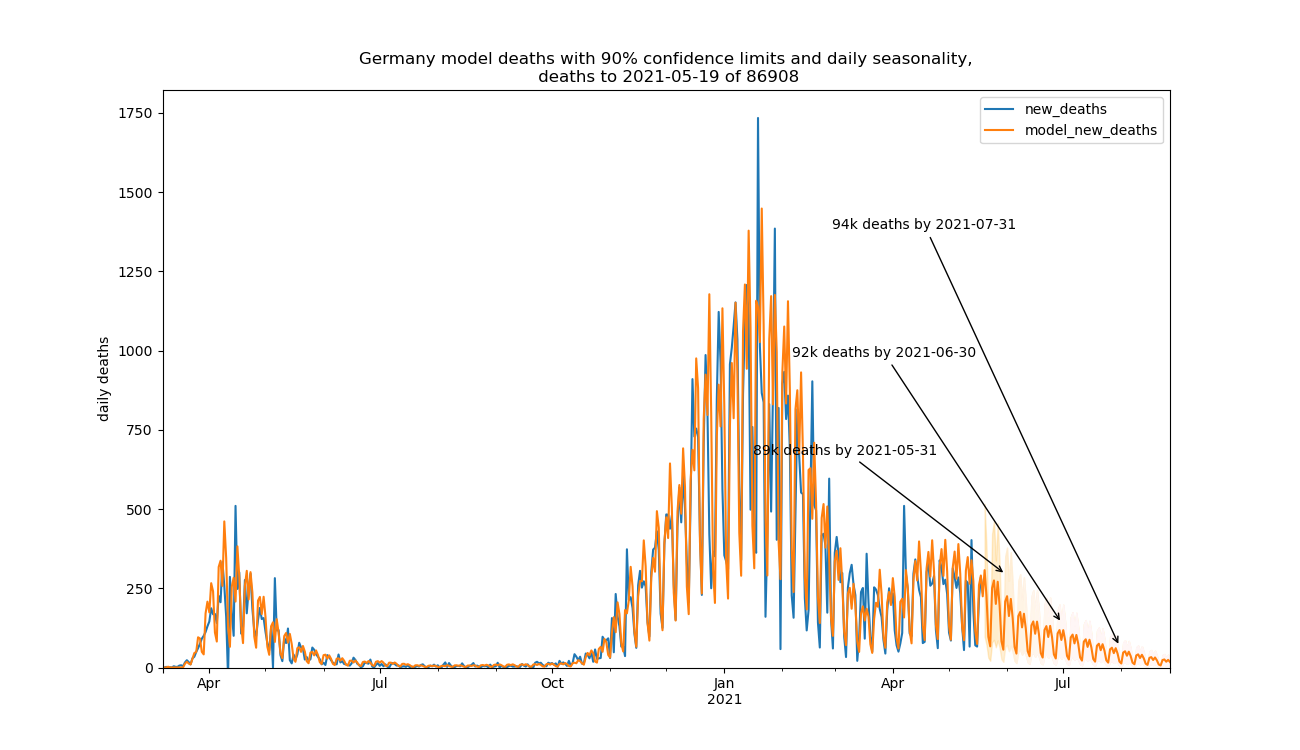 Germany model deaths with 90% confidence limits and daily seasonality,
deaths to 2021-05-19 of 86908
new_deaths
model_new_deaths
1750
1500
1250
1000
750
500
250
0
daily deaths
94k deaths by 2021-07-31
92k deaths by 2021-06-30
89k deaths by 2021-05-31
Apr Jul Oct Jan Apr Jul
2021